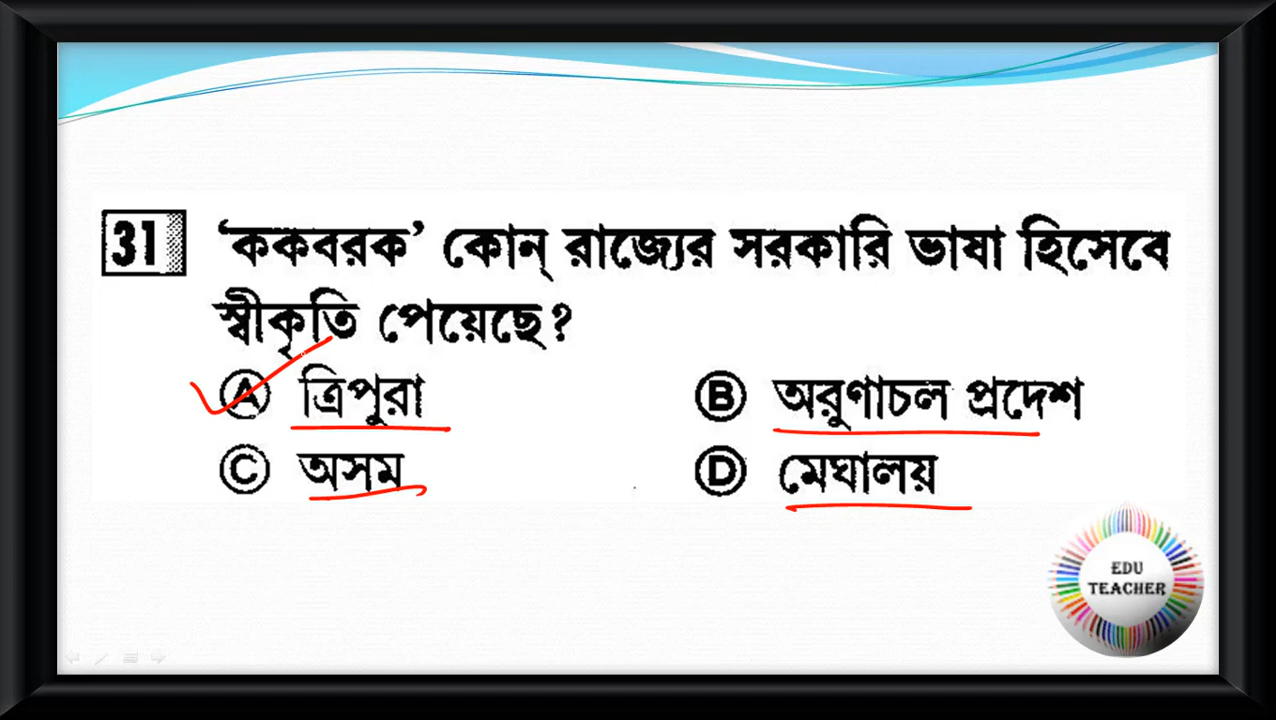 31 ‘ককবরক’ কোন্ রাজ্যের সরকারি ভাষা হিসেবে
স্বীকৃতি পেয়েছে?
Ⓐ ত্রিপুরা Ⓑ অরুণাচল প্রদেশ
Ⓒ অসম Ⓓ মেঘালয়
EDU
TEACHER